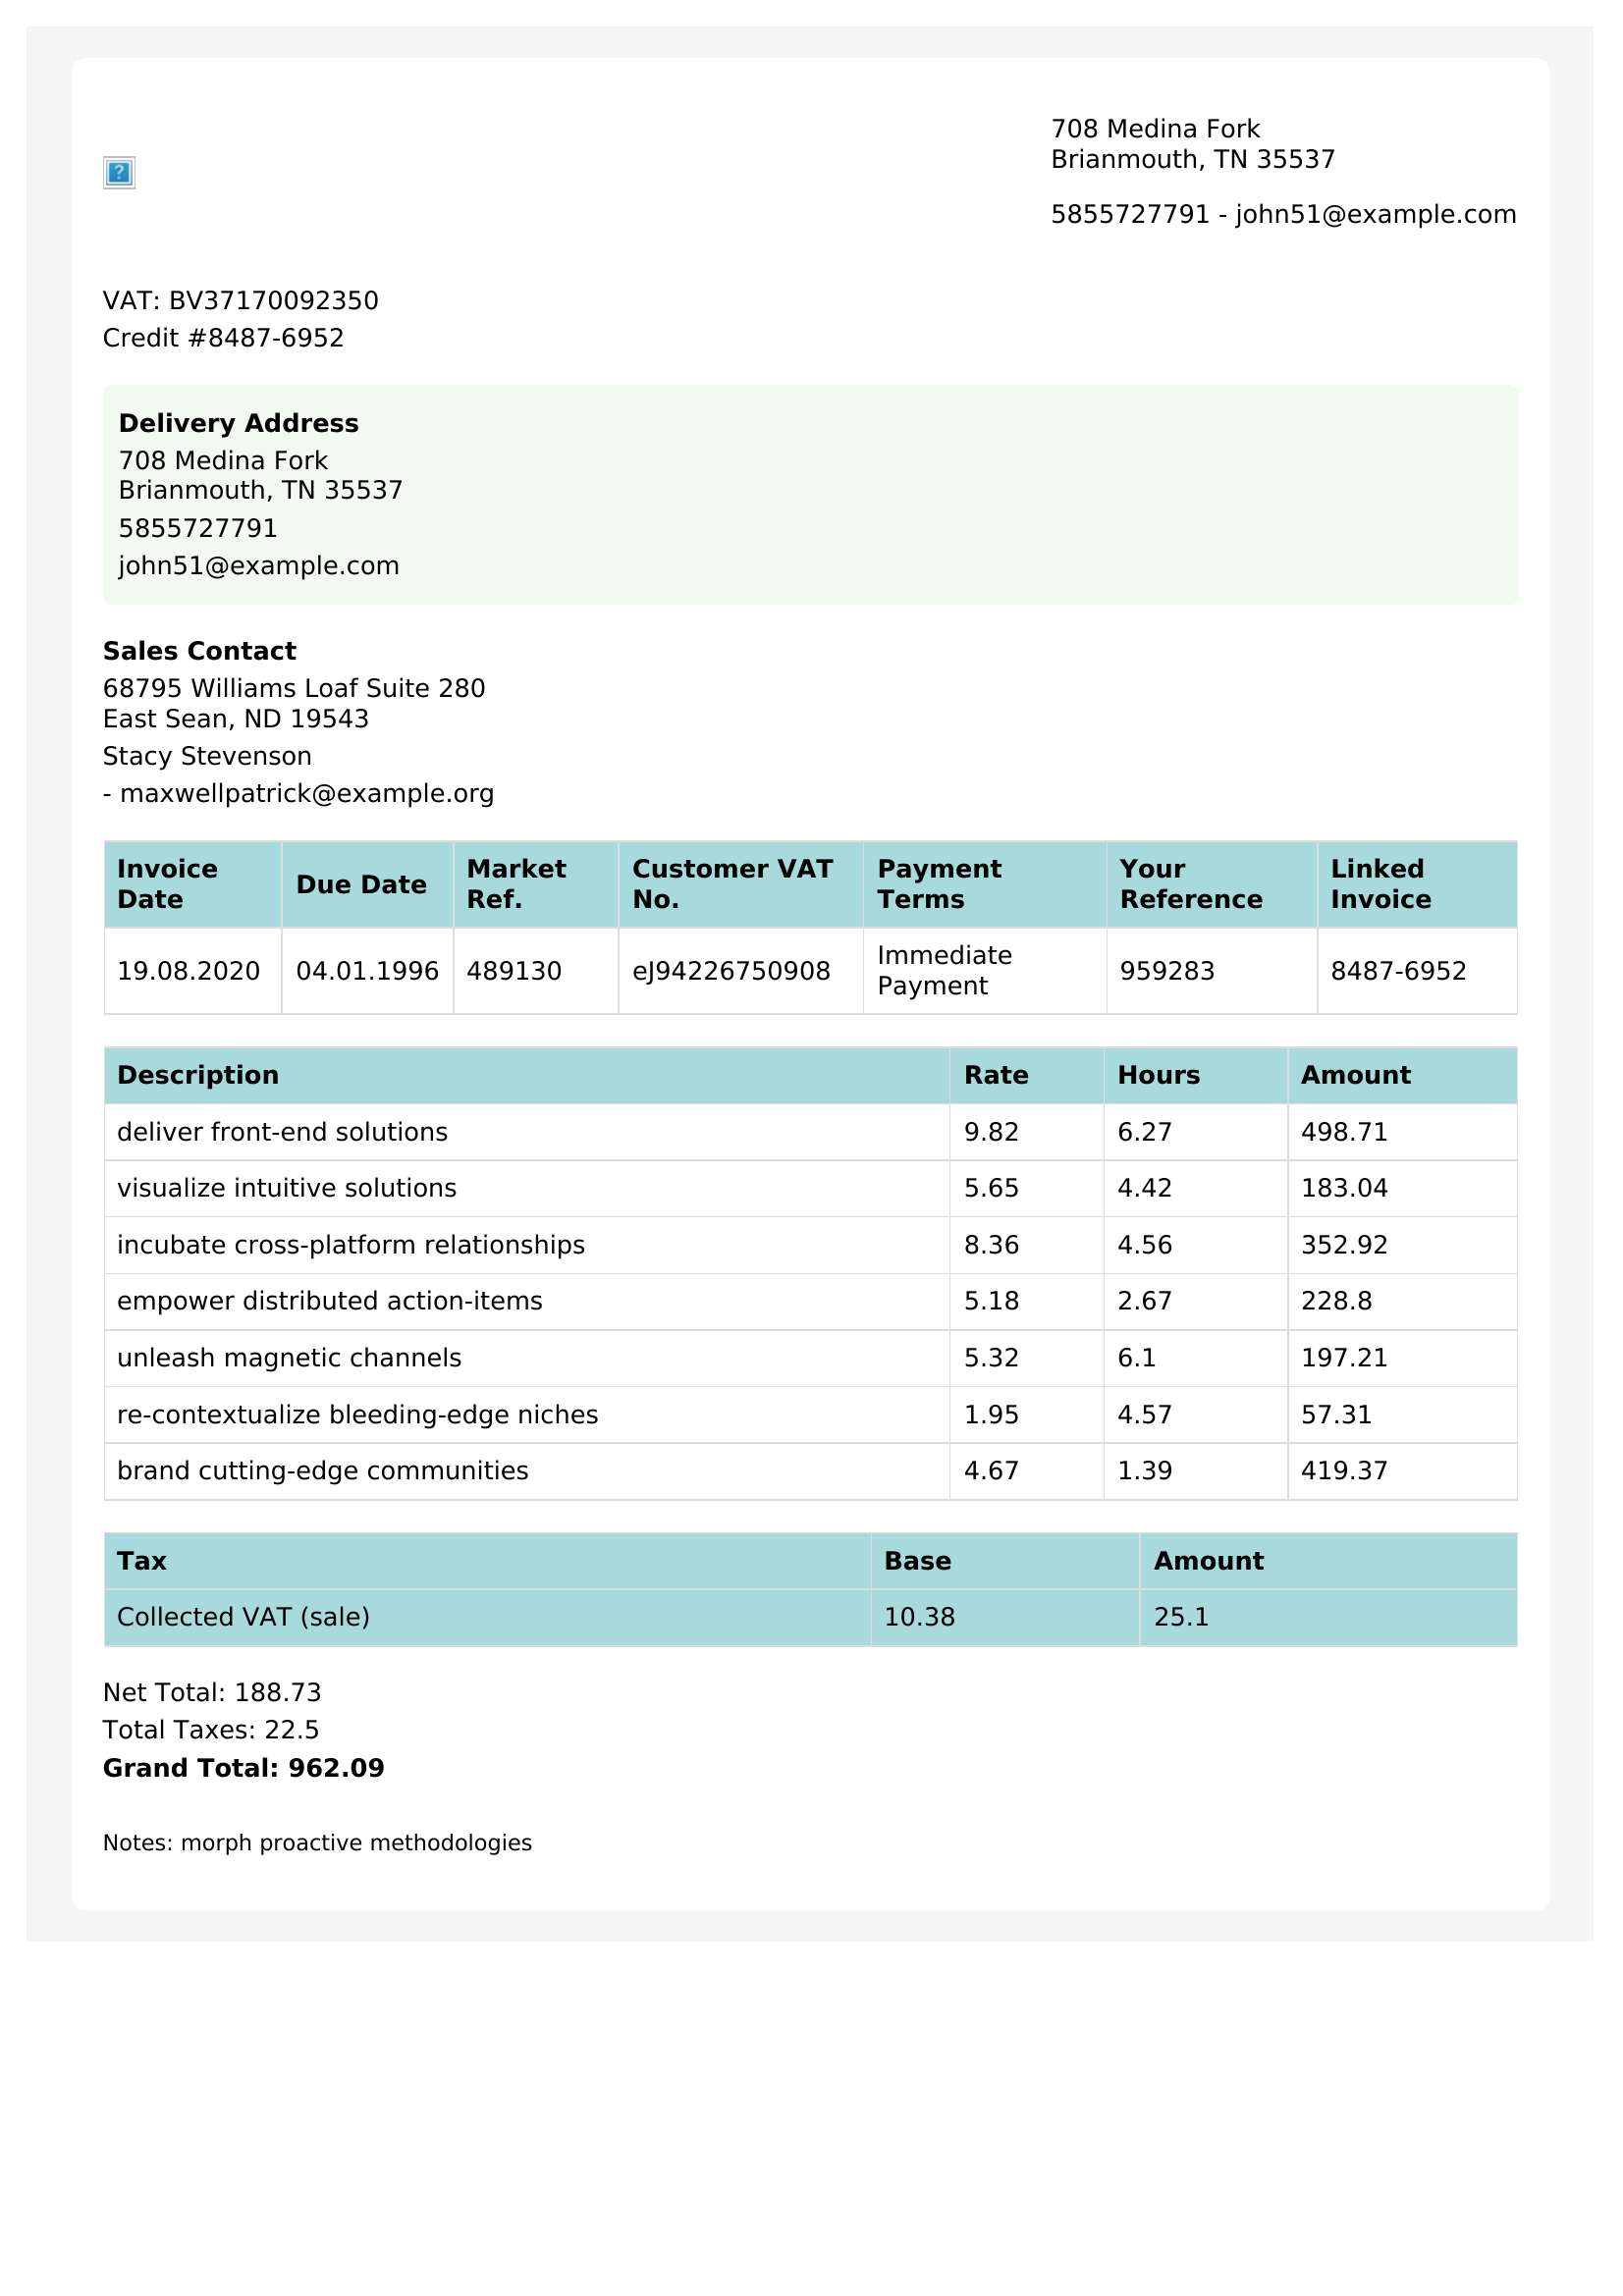 708 Medina Fork
Brianmouth, TN 35537
5855727791 - john51@example.com
VAT: BV37170092350
Credit #8487-6952
Delivery Address
708 Medina Fork
Brianmouth, TN 35537
5855727791
john51@example.com
Sales Contact
68795 Williams Loaf Suite 280
East Sean, ND 19543
Stacy Stevenson
- maxwellpatrick@example.org
Invoice Date Due Date Market Ref. Customer VAT No. Payment Terms Your Reference Linked Invoice
19.08.2020 04.01.1996 489130 eJ94226750908 Immediate Payment 959283 8487-6952
Description Rate Hours Amount
deliver front-end solutions 9.82 6.27 498.71
visualize intuitive solutions 5.65 4.42 183.04
incubate cross-platform relationships 8.36 4.56 352.92
empower distributed action-items 5.18 2.67 228.8
unleash magnetic channels 5.32 6.1 197.21
re-contextualize bleeding-edge niches 1.95 4.57 57.31
brand cutting-edge communities 4.67 1.39 419.37
Tax Base Amount
Collected VAT (sale) 10.38 25.1
Net Total: 188.73
Total Taxes: 22.5
Grand Total: 962.09
Notes: morph proactive methodologies